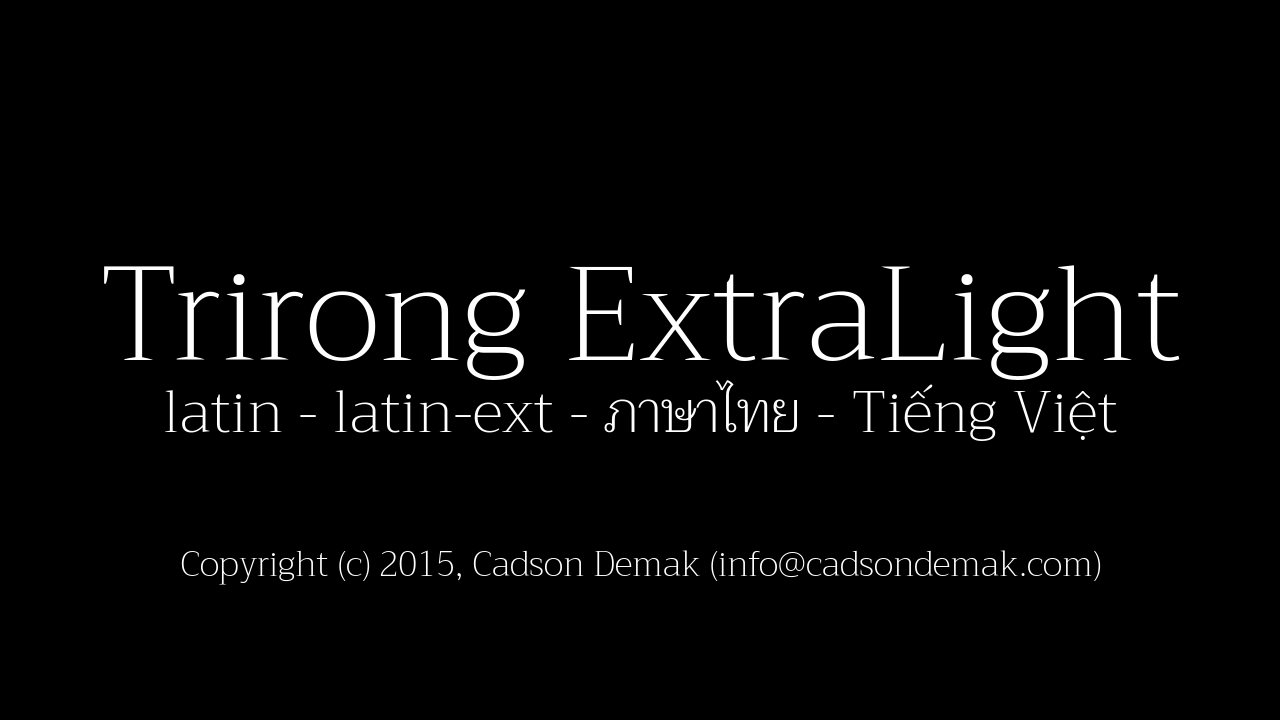 Trirong ExtraLight
latin - latin-ext - ภาษาไทย - Tiếng Việt
Copyright (c) 2015, Cadson Demak (info@cadsondemak.com)